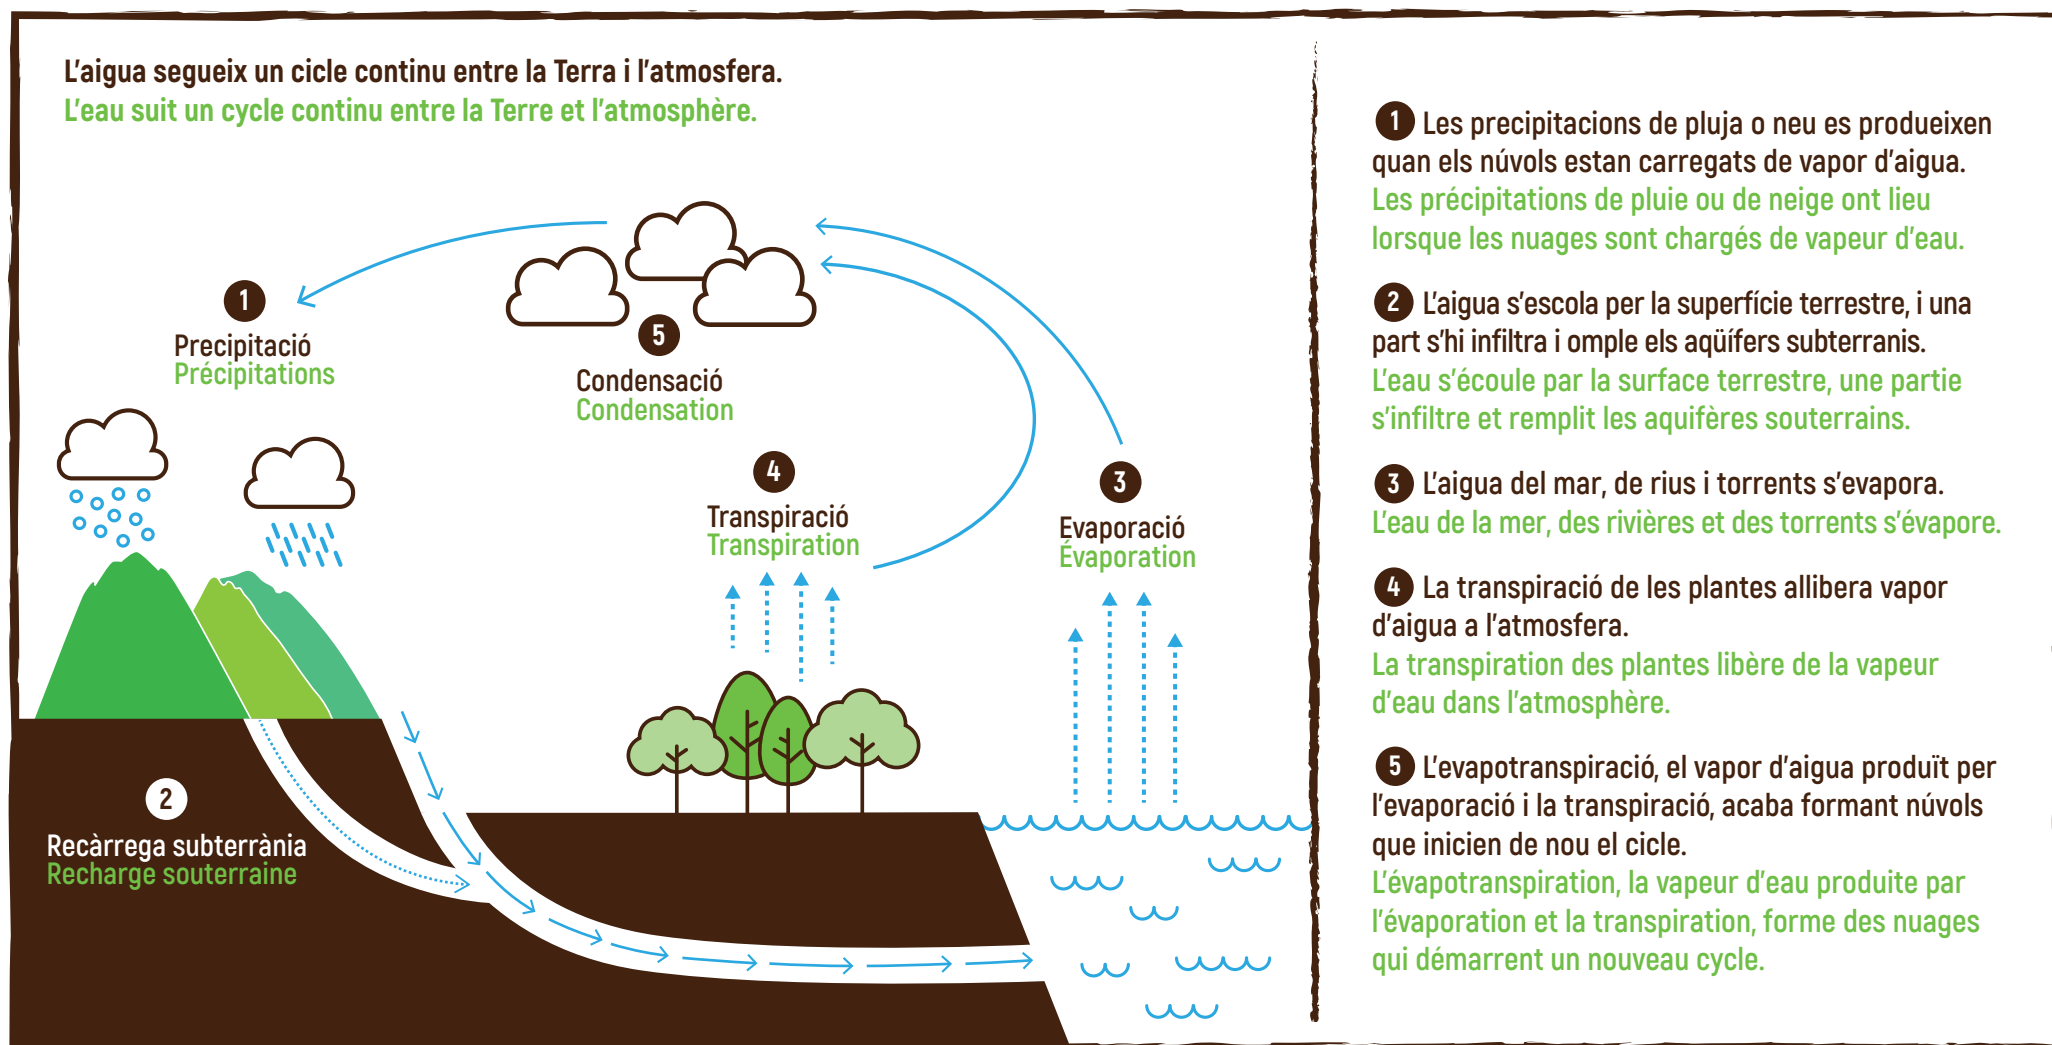 L'aigua segueix un cicle continu entre la Terra i l'atmosfera.
L'eau suit un cycle continu entre la Terre et l'atmosphère.
1
Precipitació
Précipitations
5
Condensació
Condensation
4
Transpiració
Transpiration
3
Evaporació
Évaporation
2
Recàrrega subterrània
Recharge souterraine
1 Les precipitacions de pluja o neu es produeixen
quan els núvols estan carregats de vapor d'aigua.
Les précipitations de pluie ou de neige ont lieu
lorsque les nuages sont chargés de vapeur d'eau.
2 L'aigua s'escola per la superfície terrestre, i una
part s'hi infiltra i omple els aqüífers subterranis.
L'eau s'écoule par la surface terrestre, une partie
s'infiltre et remplit les aquifères souterrains.
3 L'aigua del mar, de rius i torrents s'evapora.
L'eau de la mer, des rivières et des torrents s'évapore.
4 La transpiració de les plantes allibera vapor
d'aigua a l'atmosfera.
La transpiration des plantes libère de la vapeur
d'eau dans l'atmosphère.
5 L'evapotranspiració, el vapor d'aigua produït per
l'evaporació i la transpiració, acaba formant núvols
que inicien de nou el cicle.
L'évapotranspiration, la vapeur d'eau produite par
l'évaporation et la transpiration, forme des nuages
qui démarrent un nouveau cycle.